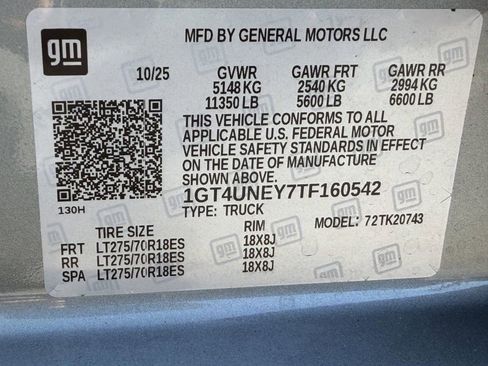 gm
MFD BY GENERAL MOTORS LLC
10/25 GVWR GAWR FRT GAWR RR
5148 KG 2540 KG 2994 KG
11350 LB 5600 LB 6600 LB
THIS VEHICLE CONFORMS TO ALL
APPLICABLE U.S. FEDERAL MOTOR
VEHICLE SAFETY STANDARDS IN EFFECT
ON THE DATE OF MANUFACTURE
SHOWN ABOVE.
1GT4UNEY7TF160542
130H
TYPE: TRUCK MODEL: 72TK20743
TIRE SIZE RIM
FRT LT275/70R18ES 18X8J
RR LT275/70R18ES 18X8J
SPA LT275/70R18ES 18X8J